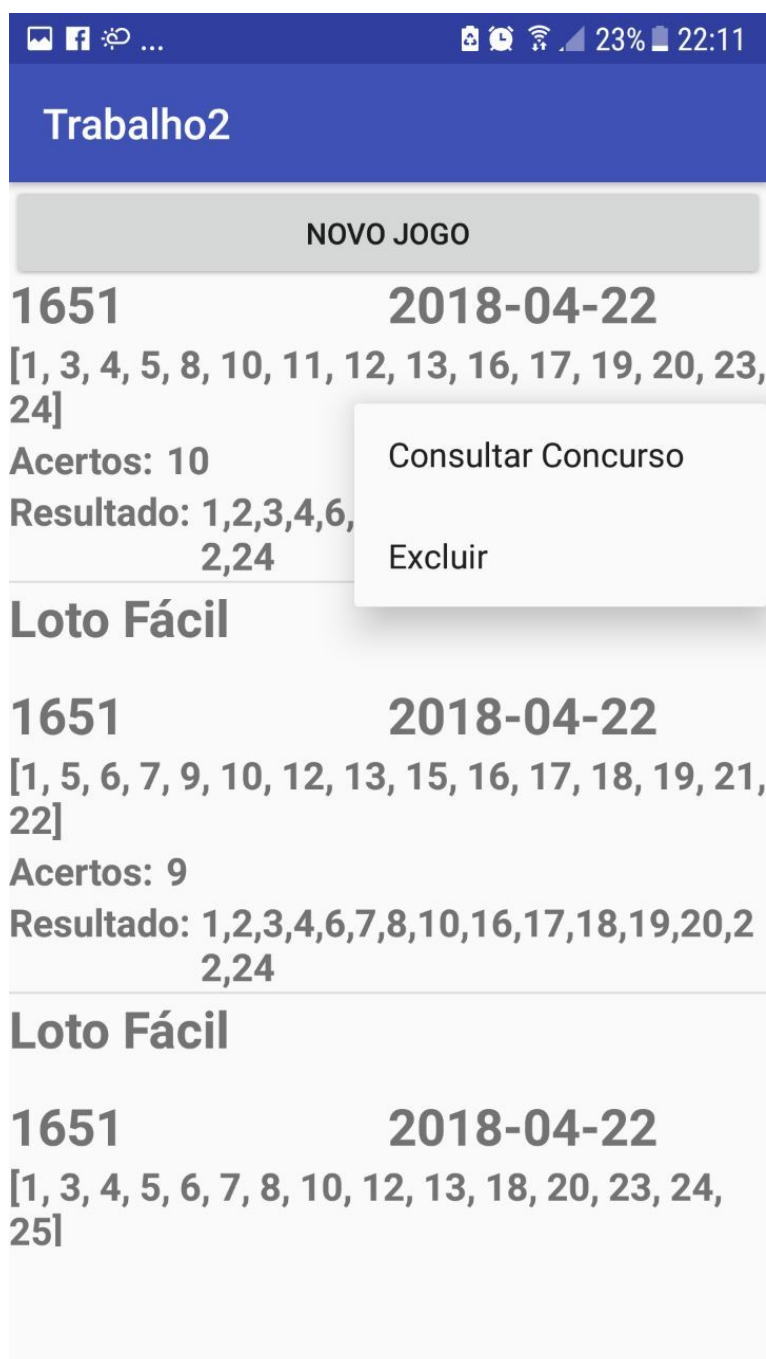 ... 23% 22:11
Trabalho2
NOVO JOGO
1651 2018-04-22
[1, 3, 4, 5, 8, 10, 11, 12, 13, 16, 17, 19, 20, 23,
24]
Acertos: 10
Consultar Concurso
Resultado: 1,2,3,4,6,
2,24
Excluir
Loto Fácil
1651 2018-04-22
[1, 5, 6, 7, 9, 10, 12, 13, 15, 16, 17, 18, 19, 21,
22]
Acertos: 9
Resultado: 1,2,3,4,6,7,8,10,16,17,18,19,20,2
2,24
Loto Fácil
1651 2018-04-22
[1, 3, 4, 5, 6, 7, 8, 10, 12, 13, 18, 20, 23, 24,
25]